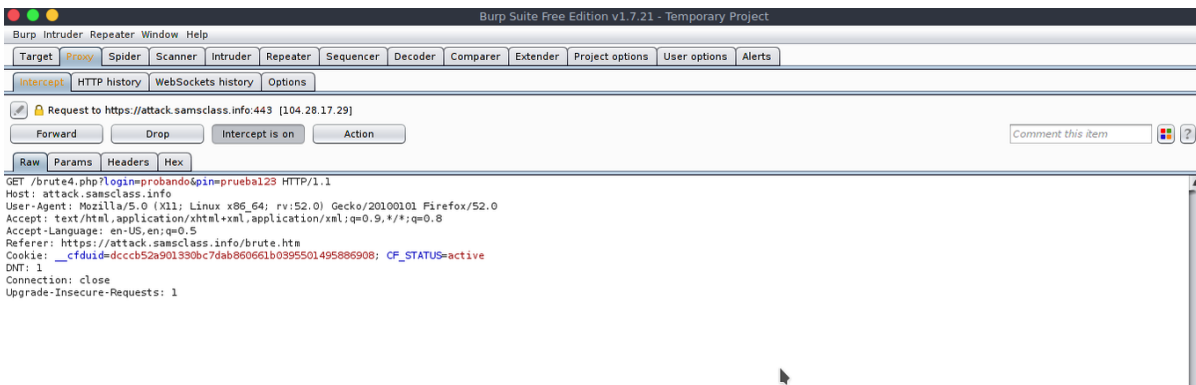 Burp Suite Free Edition v1.7.21 - Temporary Project
Burp Intruder Repeater Window Help
Target Proxy Spider Scanner Intruder Repeater Sequencer Decoder Comparer Extender Project options User options Alerts
Intercept HTTP history WebSockets history Options
Request to https://attack.samsclass.info:443 [104.28.17.29]
Forward Drop Intercept is on Action Comment this item ?
Raw Params Headers Hex
GET /brute4.php?login=probando&pin=prueba123 HTTP/1.1
Host: attack.samsclass.info
User-Agent: Mozilla/5.0 (X11; Linux x86_64; rv:52.0) Gecko/20100101 Firefox/52.0
Accept: text/html,application/xhtml+xml,application/xml;q=0.9,*/*;q=0.8
Accept-Language: en-US,en;q=0.5
Referer: https://attack.samsclass.info/brute.htm
Cookie: __cfduid=dcccb52a901330bc7dab860661b0395501495886908; CF_STATUS=active
DNT: 1
Connection: close
Upgrade-Insecure-Requests: 1